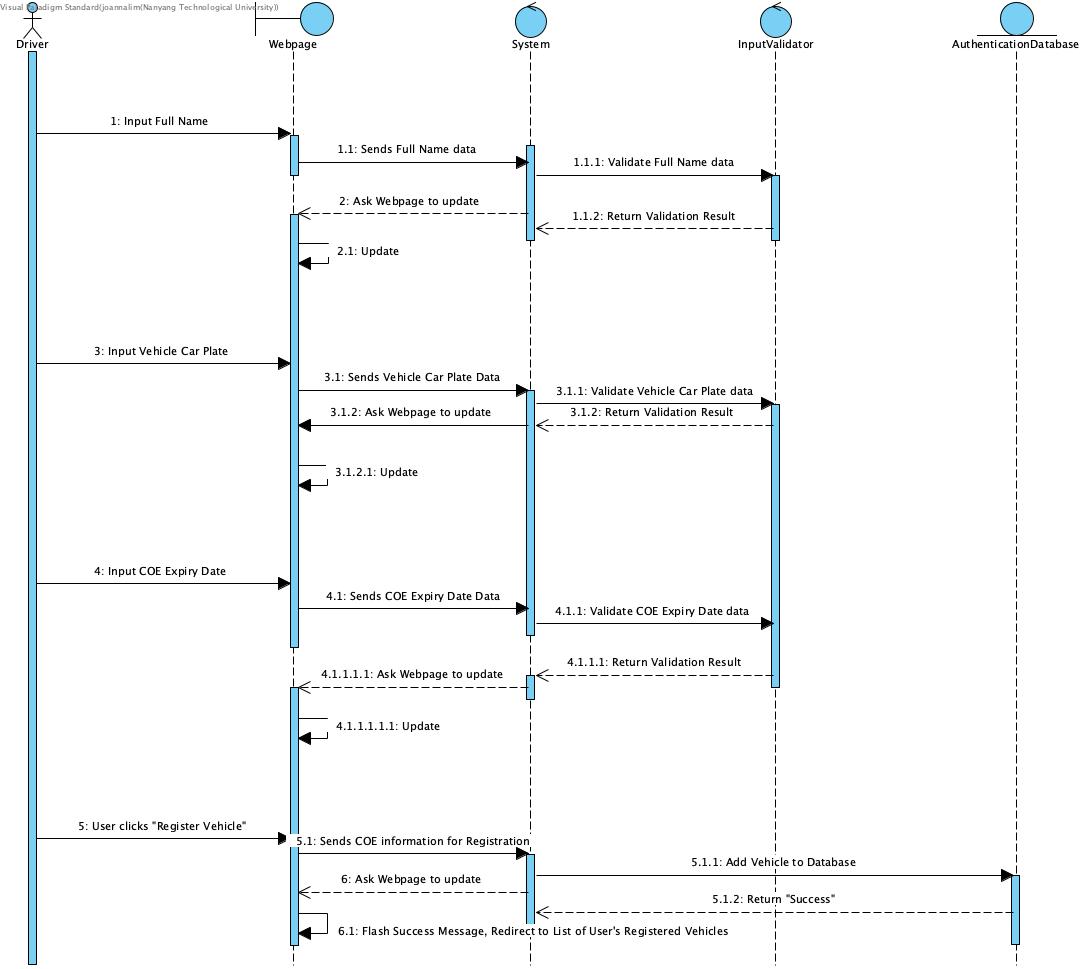 Visual Paradigm Standard(joannalim(Nanyang Technological University))
Driver
Webpage
System
InputValidator
AuthenticationDatabase
1: Input Full Name
1.1: Sends Full Name data
1.1.1: Validate Full Name data
2: Ask Webpage to update
1.1.2: Return Validation Result
2.1: Update
3: Input Vehicle Car Plate
3.1: Sends Vehicle Car Plate Data
3.1.1: Validate Vehicle Car Plate data
3.1.2: Ask Webpage to update
3.1.2: Return Validation Result
3.1.2.1: Update
4: Input COE Expiry Date
4.1: Sends COE Expiry Date Data
4.1.1: Validate COE Expiry Date data
4.1.1.1: Return Validation Result
4.1.1.1.1: Ask Webpage to update
4.1.1.1.1.1: Update
5: User clicks "Register Vehicle"
5.1: Sends COE information for Registration
5.1.1: Add Vehicle to Database
6: Ask Webpage to update
5.1.2: Return "Success"
6.1: Flash Success Message, Redirect to List of User's Registered Vehicles